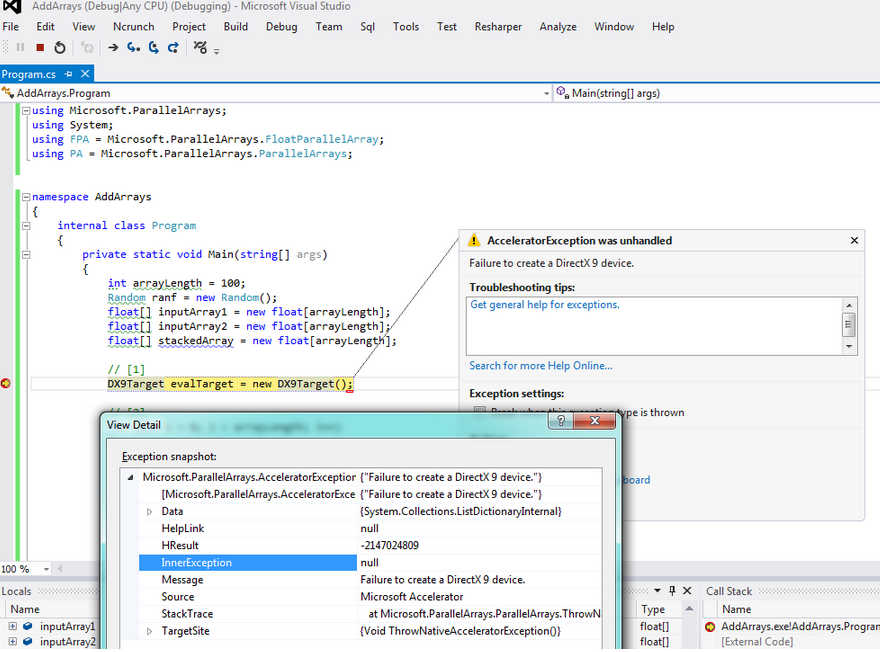 AddArrays (Debug|Any CPU) (Debugging) - Microsoft Visual Studio
File Edit View Ncrunch Project Build Debug Team Sql Tools Test Resharper Analyze Window Help
Program.cs
AddArrays.Program
Main(string[] args)
using Microsoft.ParallelArrays;
using System;
using FPA = Microsoft.ParallelArrays.FloatParallelArray;
using PA = Microsoft.ParallelArrays.ParallelArrays;
namespace AddArrays
{
internal class Program
{
private static void Main(string[] args)
{
int arrayLength = 100;
Random ranf = new Random();
float[] inputArray1 = new float[arrayLength];
float[] inputArray2 = new float[arrayLength];
float[] stackedArray = new float[arrayLength];
// [1]
DX9Target evalTarget = new DX9Target();
AcceleratorException was unhandled
Failure to create a DirectX 9 device.
Troubleshooting tips:
Get general help for exceptions.
Search for more Help Online...
Exception settings:
Break when this exception type is thrown
View Detail
Exception snapshot:
Microsoft.ParallelArrays.AcceleratorException {"Failure to create a DirectX 9 device."}
[Microsoft.ParallelArrays.AcceleratorExce {"Failure to create a DirectX 9 device."}
Data {System.Collections.ListDictionaryInternal}
HelpLink null
HResult -2147024809
InnerException null
Message Failure to create a DirectX 9 device.
Source Microsoft Accelerator
StackTrace at Microsoft.ParallelArrays.ParallelArrays.ThrowN
TargetSite {Void ThrowNativeAcceleratorException()}
100 %
Locals
Name
inputArray1
inputArray2
Type
float[]
float[]
Call Stack
Name
AddArrays.exe!AddArrays.Program
[External Code]